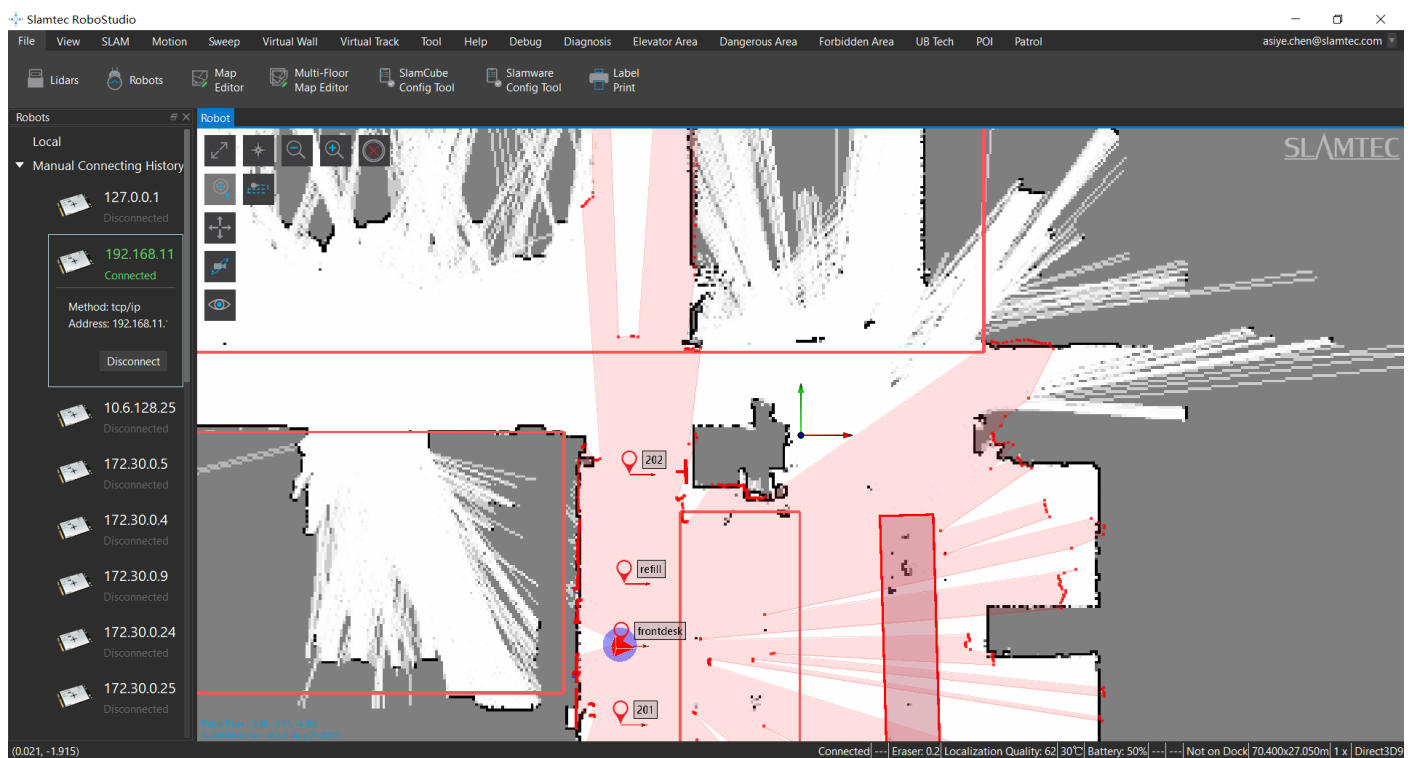 Slamtec RoboStudio
File View SLAM Motion Sweep Virtual Wall Virtual Track Tool Help Debug Diagnosis Elevator Area Dangerous Area Forbidden Area UB Tech POI Patrol asiye.chen@slamtec.com
Lidars Robots Map Editor Multi-Floor Map Editor SlamCube Config Tool Slamware Config Tool Label Print
Robots
Robot
Local
SLAMTEC
Manual Connecting History
127.0.0.1
Disconnected
192.168.11
Connected
Method: tcp/ip
Address: 192.168.11.
Disconnect
10.6.128.25
Disconnected
202
172.30.0.5
Disconnected
172.30.0.4
Disconnected
refill
172.30.0.9
Disconnected
172.30.0.24
Disconnected
frontdesk
172.30.0.25
Disconnected
201
(0.021, -1.915)
Connected --- Eraser: 0.2 Localization Quality: 62 30℃ Battery: 50% --- --- Not on Dock 70.400x27.050m 1 x Direct3D9